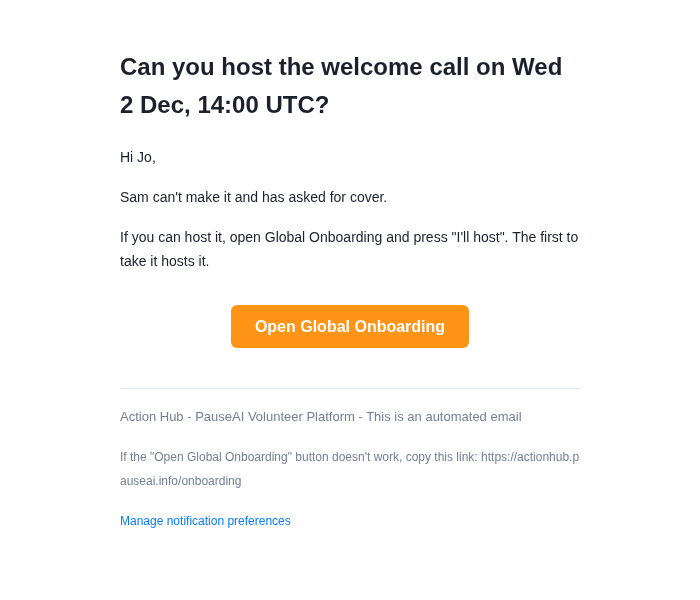 Can you host the welcome call on Wed
2 Dec, 14:00 UTC?
Hi Jo,
Sam can't make it and has asked for cover.
If you can host it, open Global Onboarding and press "I'll host". The first to
take it hosts it.
Open Global Onboarding
Action Hub - PauseAI Volunteer Platform - This is an automated email
If the "Open Global Onboarding" button doesn't work, copy this link: https://actionhub.p
auseai.info/onboarding
Manage notification preferences